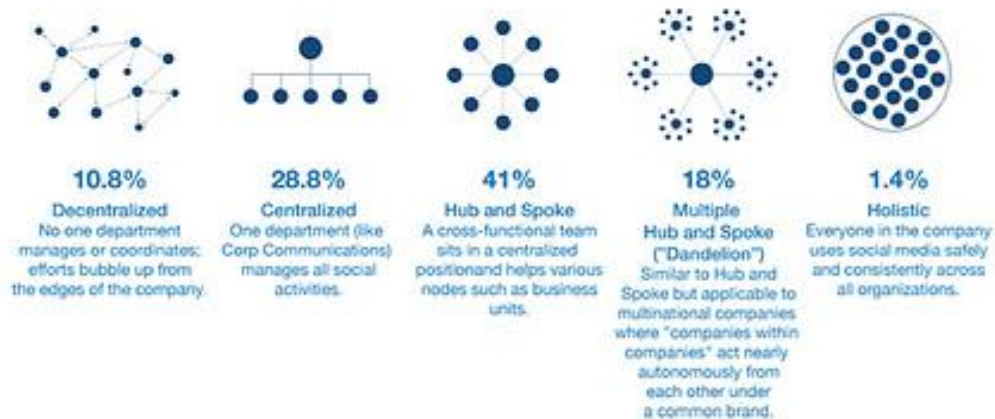 10.8%
Decentralized
No one department
manages or coordinates;
efforts bubble up from
the edges of the company.
28.8%
Centralized
One department (like
Corp Communications)
manages all social
activities.
41%
Hub and Spoke
A cross-functional team
sits in a centralized
positionand helps various
nodes such as business
units.
18%
Multiple
Hub and Spoke
("Dandelion")
Similar to Hub and
Spoke but applicable to
multinational companies
where "companies within
companies" act nearly
autonomously from
each other under
a common brand.
1.4%
Holistic
Everyone in the company
uses social media safely
and consistently across
all organizations.